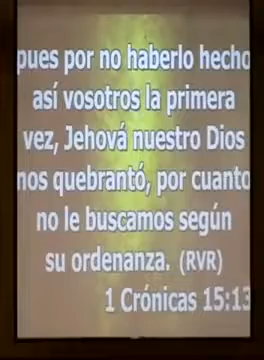 pues por no haberlo hecho
así vosotros la primera
vez, Jehová nuestro Dios
nos quebrantó, por cuanto
no le buscamos según
su ordenanza. (RVR)
1 Crónicas 15:13